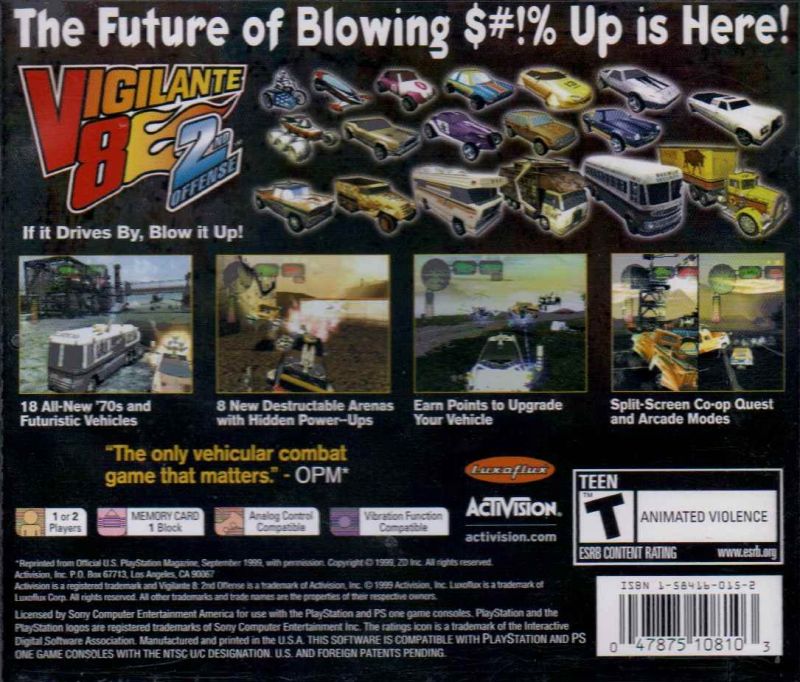 The Future of Blowing $#!% Up is Here!
VIGILANTE
8 2ND
OFFENSE
If it Drives By, Blow it Up!
18 All-New '70s and
Futuristic Vehicles
8 New Destructable Arenas
with Hidden Power-Ups
Earn Points to Upgrade
Your Vehicle
Split-Screen Co-op Quest
and Arcade Modes
"The only vehicular combat
game that matters." - OPM*
Luxoflux
ACTIVISION.
activision.com
1 or 2
Players
MEMORY CARD
1 Block
Analog Control
Compatible
Vibration Function
Compatible
TEEN
T
TM
ANIMATED VIOLENCE
ESRB CONTENT RATING www.esrb.org
*Reprinted from Official U.S. PlayStation Magazine, September 1999, with permission. Copyright © 1999, ZD Inc. All rights reserved.
Activision, Inc. P.O. Box 67713, Los Angeles, CA 90067
Activision is a registered trademark and Vigilante 8: 2nd Offense is a trademark of Activision, Inc. © 1999 Activision, Inc. Luxoflux is a trademark of
Luxoflux Corp. All rights reserved. All other trademarks and trade names are the properties of their respective owners.
Licensed by Sony Computer Entertainment America for use with the PlayStation and PS one game consoles. PlayStation and the
PlayStation logos are registered trademarks of Sony Computer Entertainment Inc. The ratings icon is a trademark of the Interactive
Digital Software Association. Manufactured and printed in the U.S.A. THIS SOFTWARE IS COMPATIBLE WITH PLAYSTATION AND PS
ONE GAME CONSOLES WITH THE NTSC U/C DESIGNATION. U.S. AND FOREIGN PATENTS PENDING.
ISBN 1-58416-015-2
0 47875 10810 3